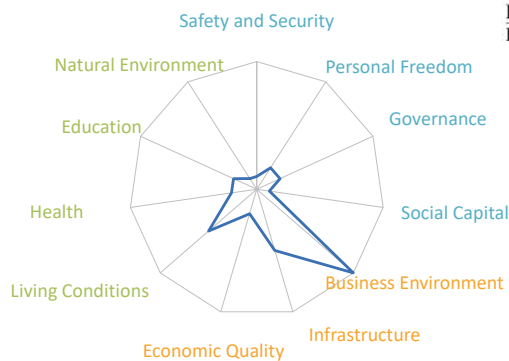 Safety and Security
Natural Environment
Personal Freedom
Education
Governance
Health
Social Capital
Business Environment
Living Conditions
Infrastructure
Economic Quality